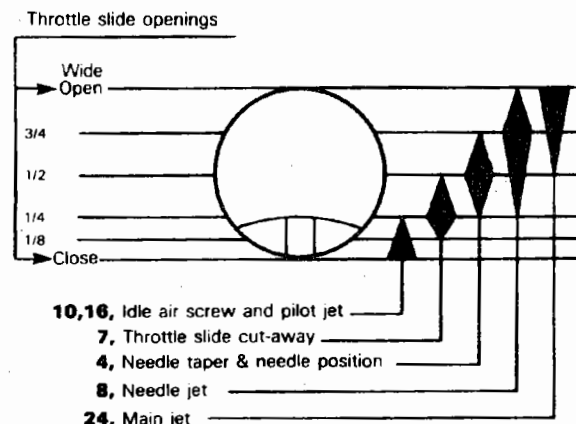 Throttle slide openings
Wide
Open
3/4
1/2
1/4
1/8
Close
10,16, Idle air screw and pilot jet
7, Throttle slide cut-away
4, Needle taper & needle position
8, Needle jet
24, Main jet